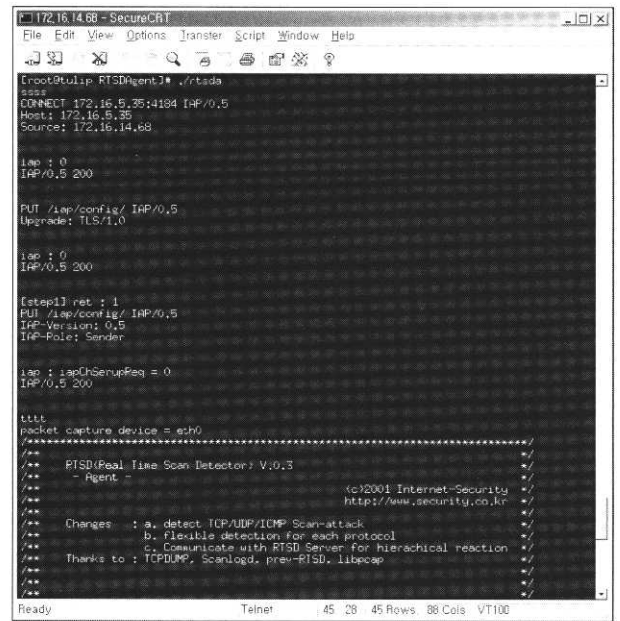 172.16.14.68 - SecureCRT
File Edit View Options Transfer Script Window Help
[root@tulip RTSDAgent]# ./rtsda
ssss
CONNECT 172.16.5.35:4184 IAP/0.5
Host: 172.16.5.35
Source: 172.16.14.68
iap : 0
IAP/0.5 200
PUT /iap/config/ IAP/0.5
Upgrade: TLS/1.0
iap : 0
IAP/0.5 200
[step1] ret : 1
PUT /iap/config/ IAP/0.5
IAP-Version: 0.5
IAP-Role: Sender
iap : iapChSerupReq = 0
IAP/0.5 200
tttt
packet capture device = eth0
/*****************************************************************************/
/** */
/** RTSD(Real Time Scan Detector) V.0.3 */
/** - Agent - */
/** (c)2001 Internet-Security */
/** http://www.security.co.kr */
/** */
/** Changes : a. detect TCP/UDP/ICMP Scan-attack */
/** b. flexible detection for each protocol */
/** c. Communicate with RTSD Server for hierachical reaction */
/** Thanks to : TCPDUMP, Scanlogd, prev-RTSD, libpcap */
/** */
/** */
/** */
Ready Telnet 45 28 45 Rows 88 Cols VT100